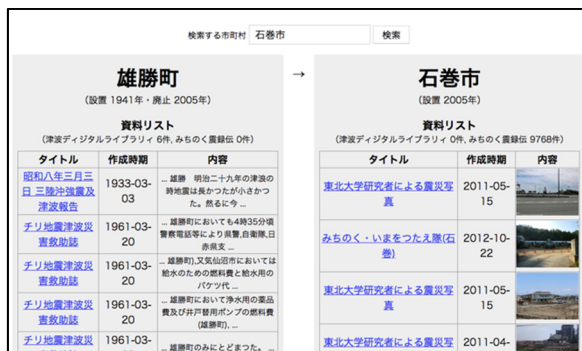 検索する市町村 石巻市 検索
雄勝町
(設置 1941年・廃止 2005年)
資料リスト
(津波ディジタルライブラリィ 6件, みちのく震録伝 0件)
タイトル 作成時期 内容
昭和八年三月三
日 三陸沖強震及
津波報告
1933-03-
03
... 雄勝 明治二十九年の津浪の
時地震は長かつたが小さかつ
た。然るに今 ...
チリ地震津波災
害救助誌
1961-03-
20
... 雄勝町においても4時35分頃
警察電話等により県警,自衛隊,日
赤県支 ...
チリ地震津波災
害救助誌
1961-03-
20
... 雄勝町),又気仙沼市においては
給水のための燃料費と給水用の
バケツ代 ...
チリ地震津波災
害救助誌
1961-03-
20
... 雄勝町において浄水用の薬品
費及び井戸替用ポンプの燃料費
(雄勝町), ...
チリ地震津波災
害救助誌
1961-03-
... 雄勝町のみにとどまつた。 ...
→
石巻市
(設置 2005年)
資料リスト
(津波ディジタルライブラリィ 0件, みちのく震録伝 9768件)
タイトル 作成時期 内容
東北大学研究者による震災写
真
2011-05-
15
みちのく・いまをつたえ隊(石
巻)
2012-10-
22
東北大学研究者による震災写
真
2011-05-
15
東北大学研究者による震災写
2011-04-